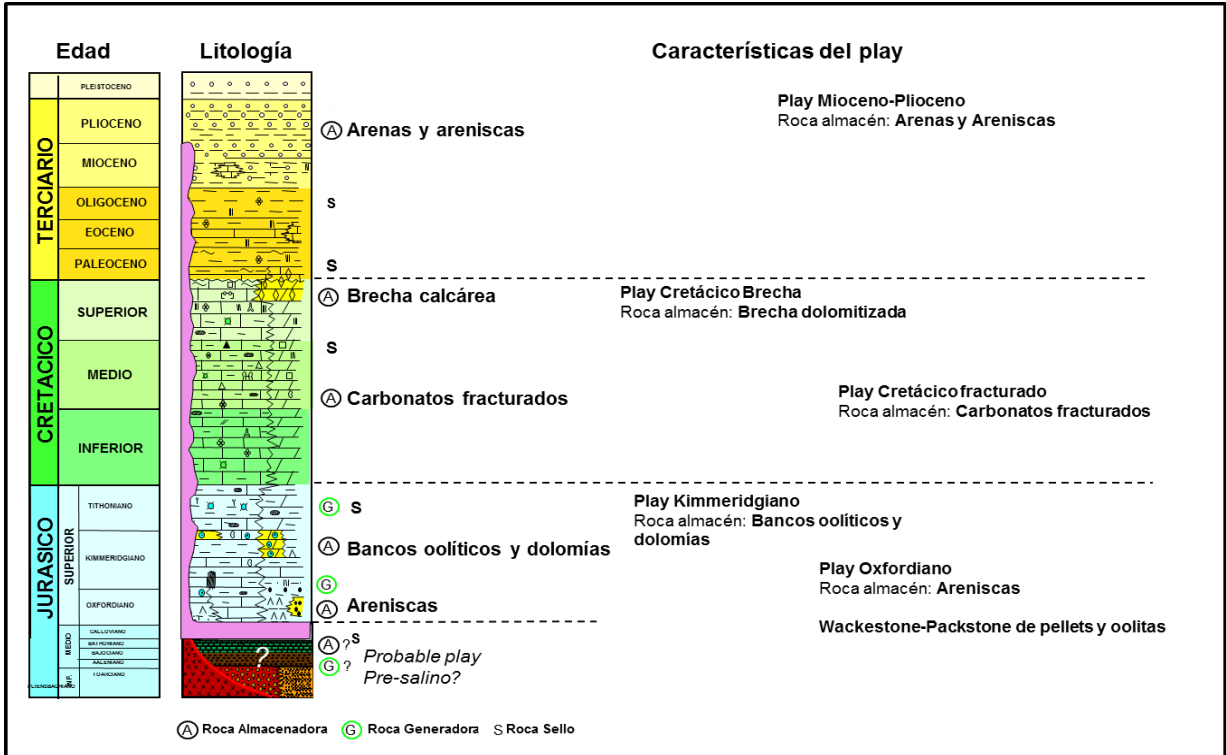 Edad
Litología
Características del play
PLEISTOCENO
TERCIARIO
PLIOCENO
MIOCENO
OLIGOCENO
EOCENO
PALEOCENO
A Arenas y areniscas
S
S
Play Mioceno-Plioceno
Roca almacén: Arenas y Areniscas
CRETACICO
SUPERIOR
MEDIO
INFERIOR
A Brecha calcárea
S
A Carbonatos fracturados
Play Cretácico Brecha
Roca almacén: Brecha dolomitizada
Play Cretácico fracturado
Roca almacén: Carbonatos fracturados
JURASICO
SUPERIOR
TITHONIANO
KIMMERIDGIANO
OXFORDIANO
MEDIO
CALLOVIANO
BATHONIANO
BAJOCIANO
AALENIANO
INF.
TOARCIANO
PLIENSBACHIANO
G S
A Bancos oolíticos y dolomías
G
A Areniscas
Play Kimmeridgiano
Roca almacén: Bancos oolíticos y
dolomías
Play Oxfordiano
Roca almacén: Areniscas
Wackestone-Packstone de pellets y oolitas
?
A ? S
G ?
Probable play
Pre-salino?
A Roca Almacenadora G Roca Generadora S Roca Sello